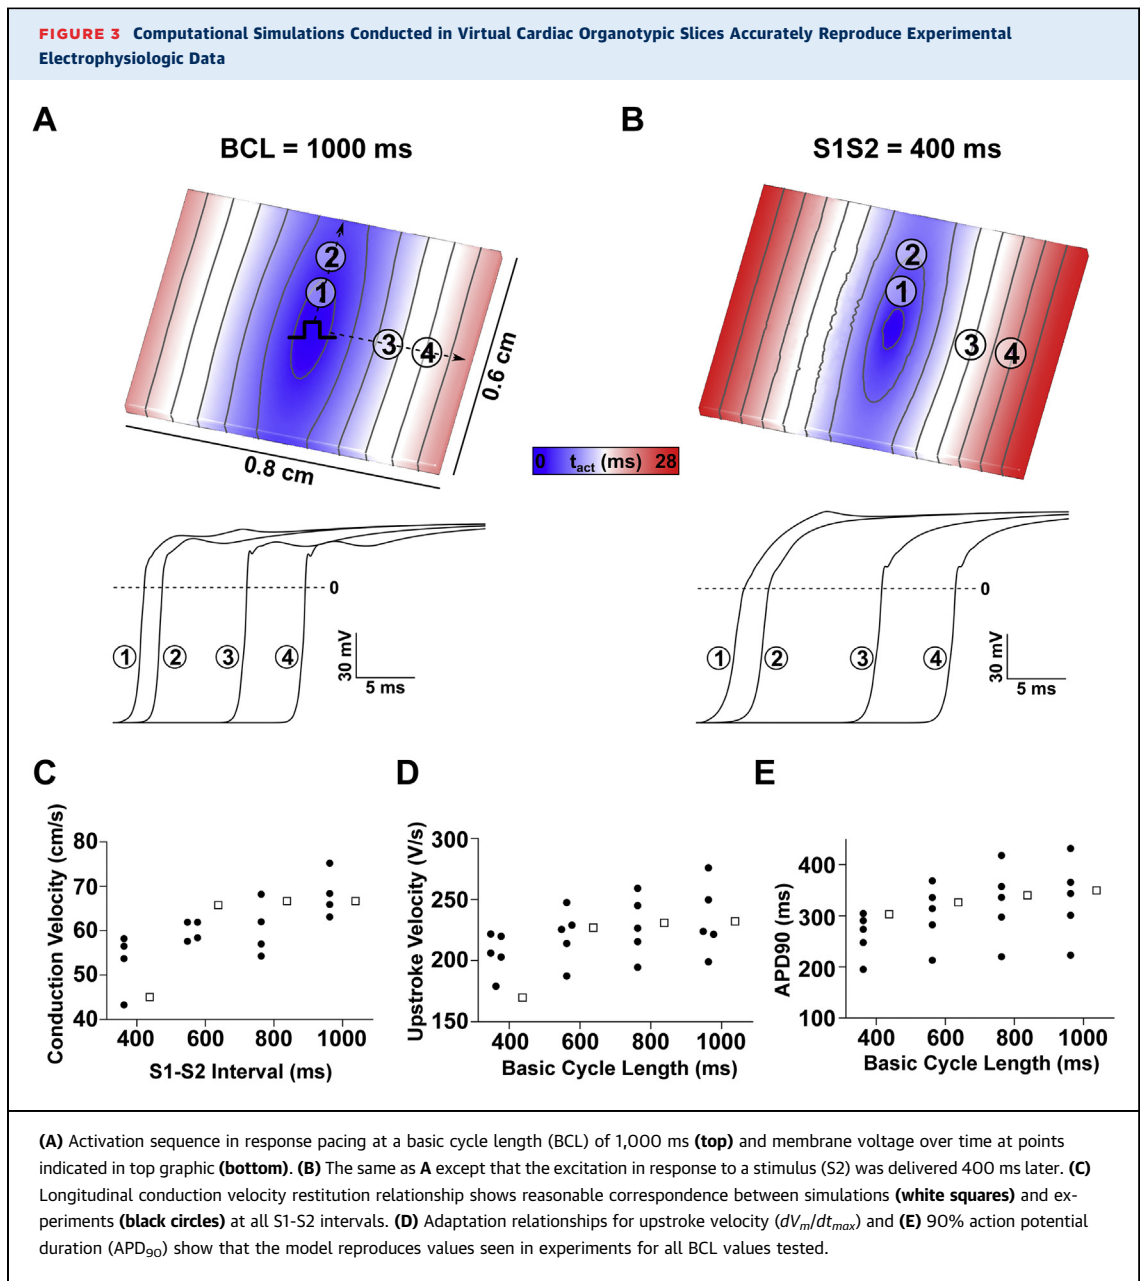 FIGURE 3 Computational Simulations Conducted in Virtual Cardiac Organotypic Slices Accurately Reproduce Experimental
Electrophysiologic Data
A
BCL = 1000 ms
2
1
3
4
0.6 cm
0.8 cm
B
S1S2 = 400 ms
2
1
3
4
0 tact (ms) 28
0
1 2 3 4
30 mV
5 ms
0
1 2 3 4
30 mV
5 ms
C
Conduction Velocity (cm/s)
80
70
60
50
40
400 600 800 1000
S1-S2 Interval (ms)
D
Upstroke Velocity (V/s)
300
250
200
150
400 600 800 1000
Basic Cycle Length (ms)
E
APD90 (ms)
400
300
200
100
400 600 800 1000
Basic Cycle Length (ms)
(A) Activation sequence in response pacing at a basic cycle length (BCL) of 1,000 ms (top) and membrane voltage over time at points
indicated in top graphic (bottom). (B) The same as A except that the excitation in response to a stimulus (S2) was delivered 400 ms later. (C)
Longitudinal conduction velocity restitution relationship shows reasonable correspondence between simulations (white squares) and ex-
periments (black circles) at all S1-S2 intervals. (D) Adaptation relationships for upstroke velocity (dVm/dtmax) and (E) 90% action potential
duration (APD90) show that the model reproduces values seen in experiments for all BCL values tested.